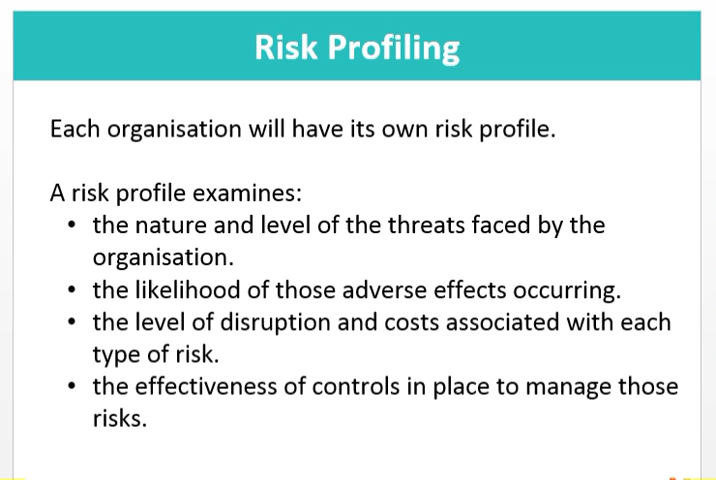 Risk Profiling
Each organisation will have its own risk profile.
A risk profile examines:
• the nature and level of the threats faced by the
organisation.
• the likelihood of those adverse effects occurring.
• the level of disruption and costs associated with each
type of risk.
• the effectiveness of controls in place to manage those
risks.